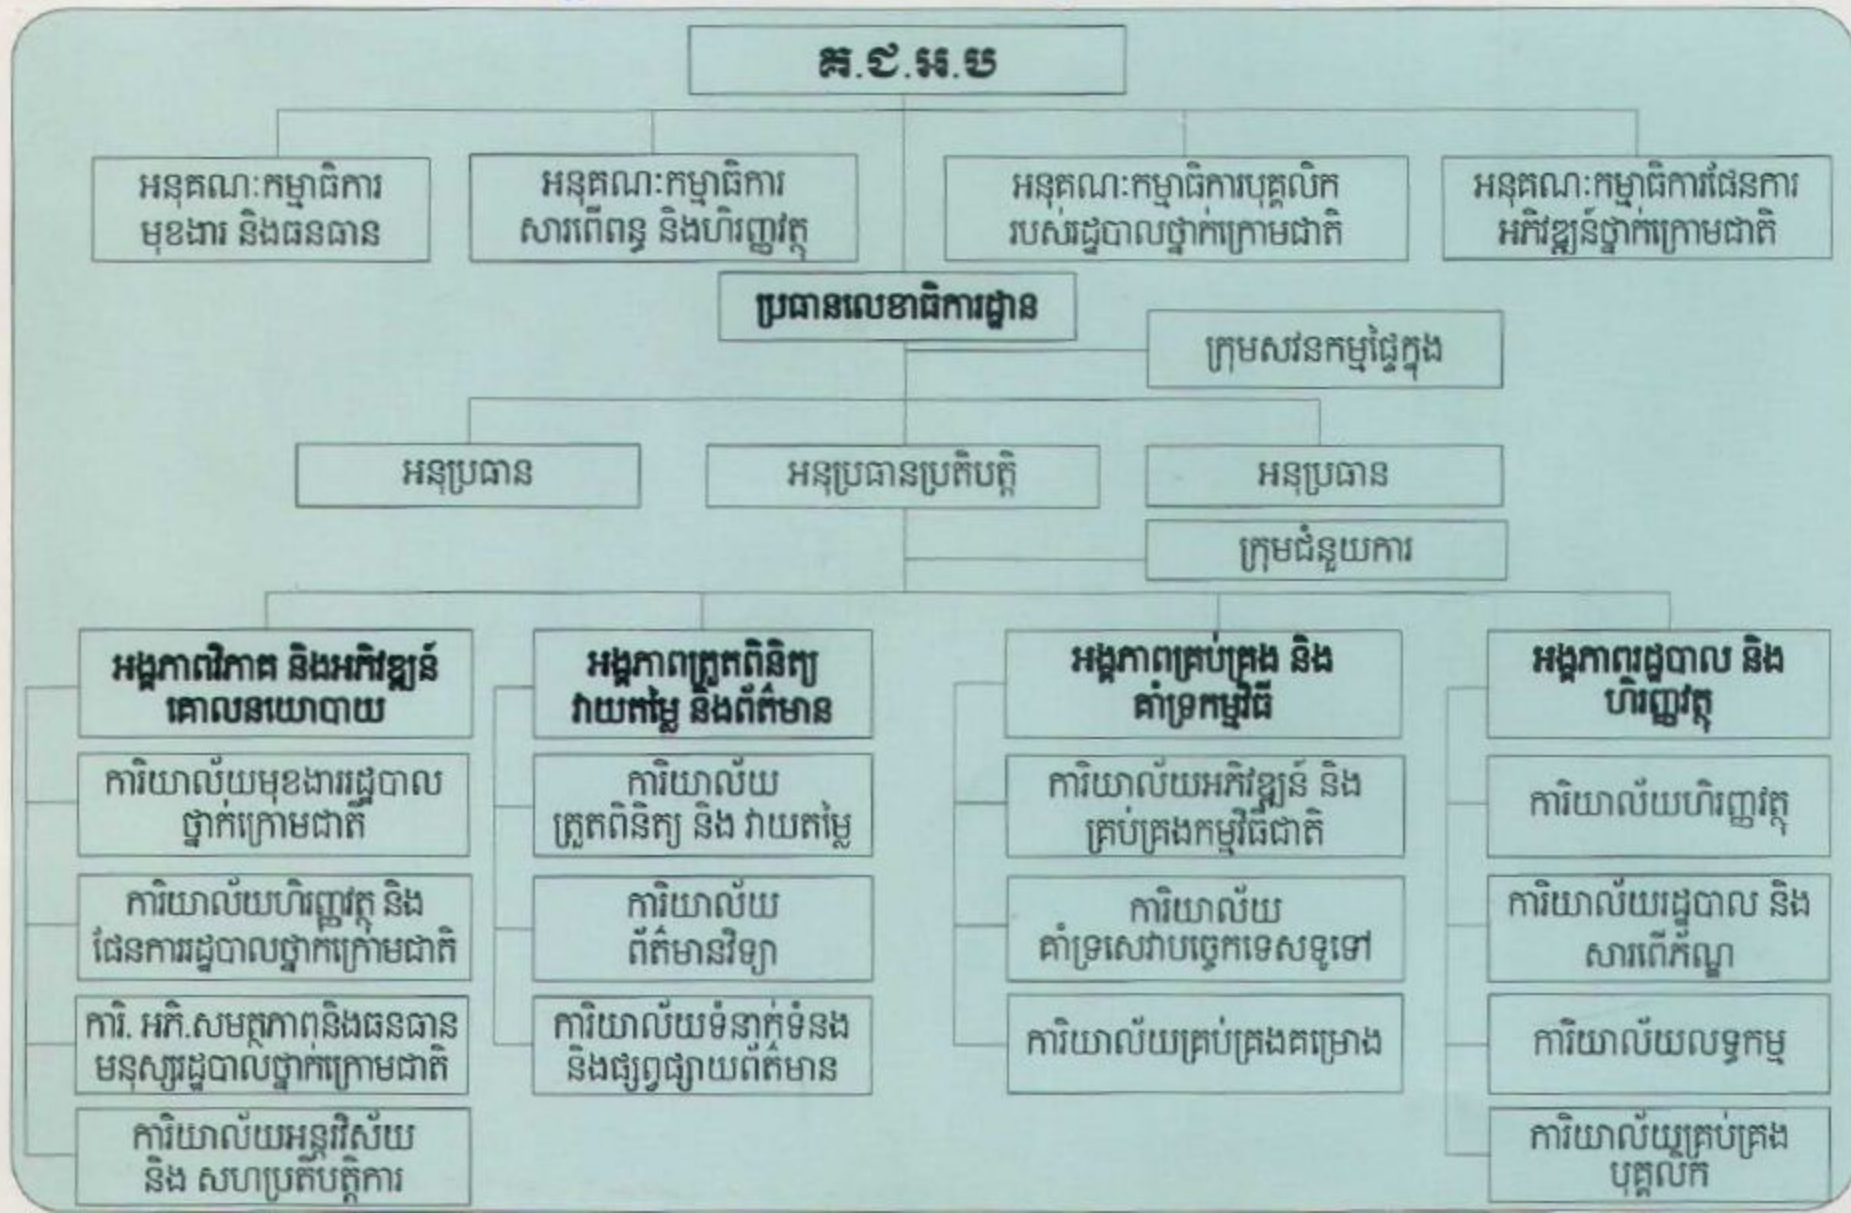 គ.ជ.អ.ប
អនុគណៈកម្មាធិការ
មុខងារ និងធនធាន
អនុគណៈកម្មាធិការ
សារពើពន្ធ និងហិរញ្ញវត្ថុ
អនុគណៈកម្មាធិការបុគ្គលិក
របស់រដ្ឋបាលថ្នាក់ក្រោមជាតិ
អនុគណៈកម្មាធិការផែនការ
អភិវឌ្ឍន៍ថ្នាក់ក្រោមជាតិ
ប្រធានលេខាធិការដ្ឋាន
ក្រុមសវនកម្មផ្ទៃក្នុង
អនុប្រធាន
អនុប្រធានប្រតិបត្តិ
អនុប្រធាន
ក្រុមជំនួយការ
អង្គភាពវិភាគ និងអភិវឌ្ឍន៍
គោលនយោបាយ
ការិយាល័យមុខងាររដ្ឋបាល
ថ្នាក់ក្រោមជាតិ
ការិយាល័យហិរញ្ញវត្ថុ និង
ផែនការរដ្ឋបាលថ្នាក់ក្រោមជាតិ
ការិ. អភិ.សមត្ថភាពនិងធនធាន
មនុស្សរដ្ឋបាលថ្នាក់ក្រោមជាតិ
ការិយាល័យអន្តរវិស័យ
និង សហប្រតិបត្តិការ
អង្គភាពត្រួតពិនិត្យ
វាយតម្លៃ និងព័ត៌មាន
ការិយាល័យ
ត្រួតពិនិត្យ និង វាយតម្លៃ
ការិយាល័យ
ព័ត៌មានវិទ្យា
ការិយាល័យទំនាក់ទំនង
និងផ្សព្វផ្សាយព័ត៌មាន
អង្គភាពគ្រប់គ្រង និង
គាំទ្រកម្មវិធី
ការិយាល័យអភិវឌ្ឍន៍ និង
គ្រប់គ្រងកម្មវិធីជាតិ
ការិយាល័យ
គាំទ្រសេវាបច្ចេកទេសទូទៅ
ការិយាល័យគ្រប់គ្រងគម្រោង
អង្គភាពរដ្ឋបាល និង
ហិរញ្ញវត្ថុ
ការិយាល័យហិរញ្ញវត្ថុ
ការិយាល័យរដ្ឋបាល និង
សារពើភ័ណ្ឌ
ការិយាល័យលទ្ធកម្ម
ការិយាល័យគ្រប់គ្រង
បុគ្គលិក